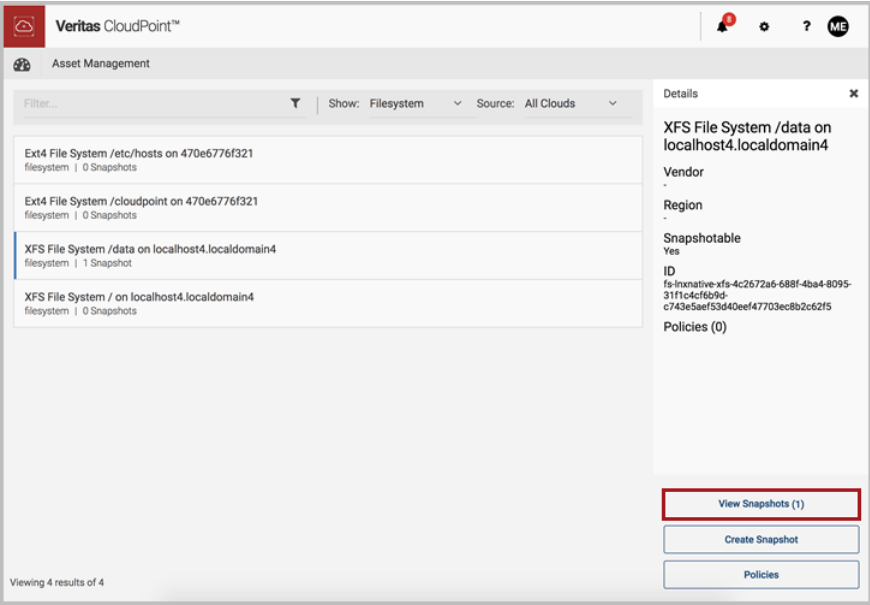 Veritas CloudPoint™
8
?
ME
Asset Management
Filter...
Show: Filesystem
Source: All Clouds
Ext4 File System /etc/hosts on 470e6776f321
filesystem | 0 Snapshots
Ext4 File System /cloudpoint on 470e6776f321
filesystem | 0 Snapshots
XFS File System /data on localhost4.localdomain4
filesystem | 1 Snapshot
XFS File System / on localhost4.localdomain4
filesystem | 0 Snapshots
Viewing 4 results of 4
Details
XFS File System /data on
localhost4.localdomain4
Vendor
-
Region
-
Snapshotable
Yes
ID
fs-lnxnative-xfs-4c2672a6-688f-4ba4-8095-
31f1c4cf6b9d-
c743e5aef53d40eef47703ec8b2c62f5
Policies (0)
View Snapshots (1)
Create Snapshot
Policies